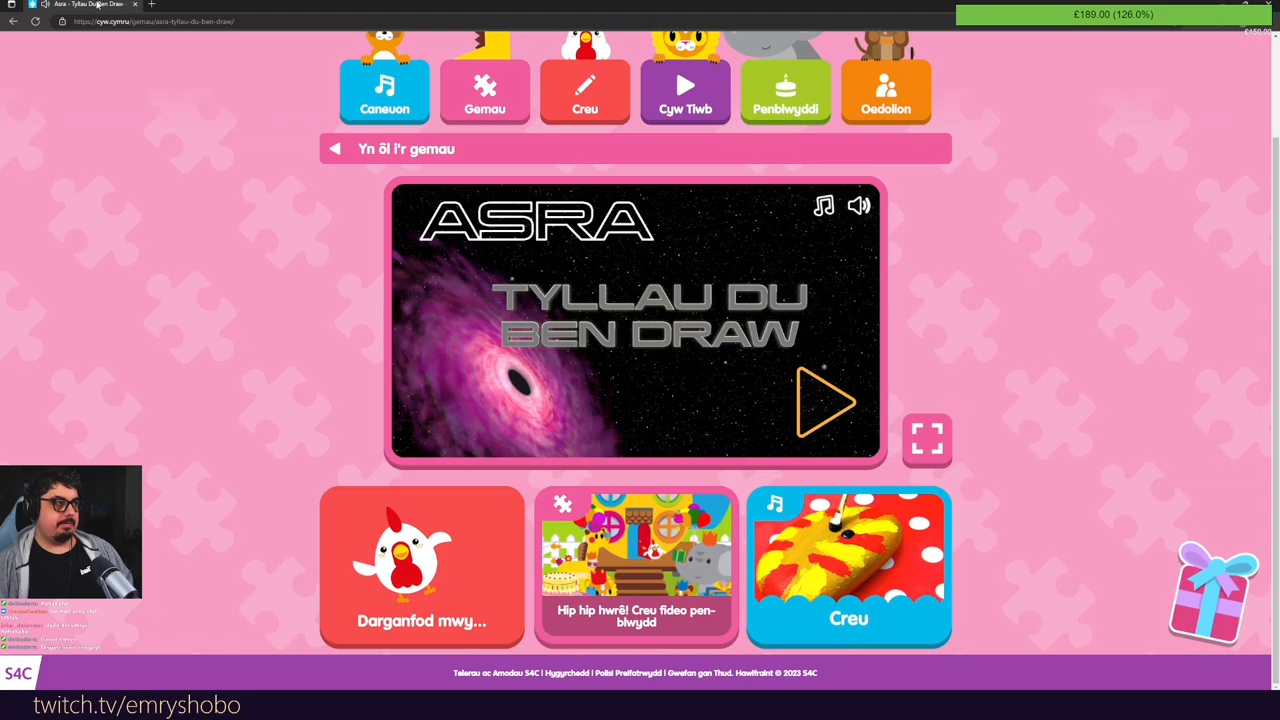 Asra - Tyllau Du Ben Draw
£189.00 (126.0%)
https://cyw.cymru/gemau/asra-tyllau-du-ben-draw/
£150.00
Caneuon
Gemau
Creu
Cyw Tiwb
Penblwyddi
Oedolion
Yn ôl i'r gemau
ASRA
TYLLAU DU
BEN DRAW
Darganfod mwy...
Hip hip hwrê! Creu fideo pen-
blwydd
Creu
S4C
Telerau ac Amodau S4C | Hygyrchedd | Polisi Preifatrwydd | Gwefan gan Thud. Hawlfraint © 2023 S4C
twitch.tv/emryshobo